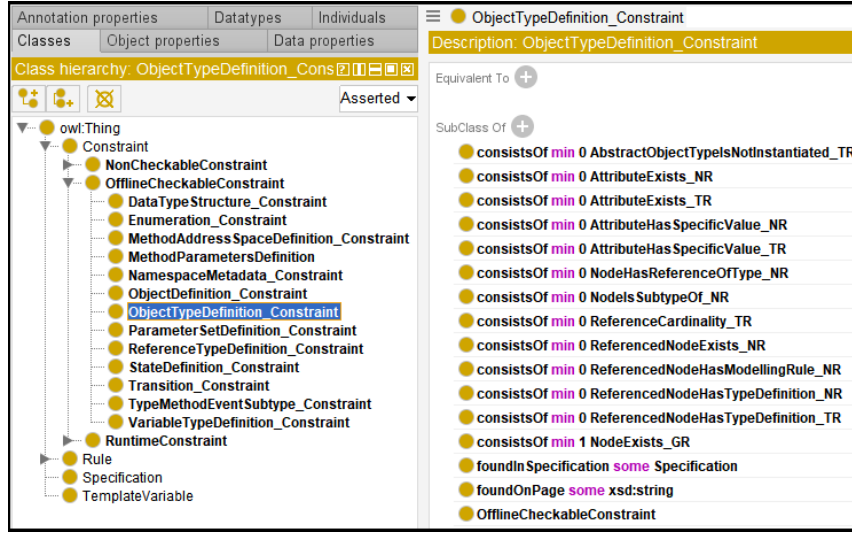 Annotation properties Datatypes Individuals
Classes Object properties Data properties
Class hierarchy: ObjectTypeDefinition_Cons
Asserted
owl:Thing
Constraint
NonCheckableConstraint
OfflineCheckableConstraint
DataTypeStructure_Constraint
Enumeration_Constraint
MethodAddressSpaceDefinition_Constraint
MethodParametersDefinition
NamespaceMetadata_Constraint
ObjectDefinition_Constraint
ObjectTypeDefinition_Constraint
ParameterSetDefinition_Constraint
ReferenceTypeDefinition_Constraint
StateDefinition_Constraint
Transition_Constraint
TypeMethodEventSubtype_Constraint
VariableTypeDefinition_Constraint
RuntimeConstraint
Rule
Specification
TemplateVariable
ObjectTypeDefinition_Constraint
Description: ObjectTypeDefinition_Constraint
Equivalent To
SubClass Of
consistsOf min 0 AbstractObjectTypeIsNotInstantiated_TR
consistsOf min 0 AttributeExists_NR
consistsOf min 0 AttributeExists_TR
consistsOf min 0 AttributeHasSpecificValue_NR
consistsOf min 0 AttributeHasSpecificValue_TR
consistsOf min 0 NodeHasReferenceOfType_NR
consistsOf min 0 NodeIsSubtypeOf_NR
consistsOf min 0 ReferenceCardinality_TR
consistsOf min 0 ReferencedNodeExists_NR
consistsOf min 0 ReferencedNodeHasModellingRule_NR
consistsOf min 0 ReferencedNodeHasTypeDefinition_NR
consistsOf min 0 ReferencedNodeHasTypeDefinition_TR
consistsOf min 1 NodeExists_GR
foundInSpecification some Specification
foundOnPage some xsd:string
OfflineCheckableConstraint